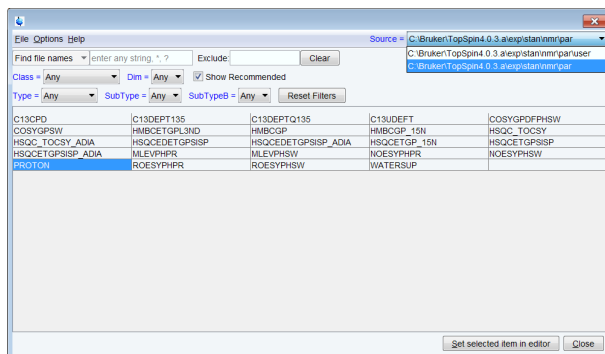 File Options Help Source = C:\Bruker\TopSpin4.0.3.a\exp\stan\nmr\par
C:\Bruker\TopSpin4.0.3.a\exp\stan\nmr\par\user
C:\Bruker\TopSpin4.0.3.a\exp\stan\nmr\par
Find file names enter any string, *, ? Exclude: Clear
Class = Any Dim = Any Show Recommended
Type = Any SubType = Any SubTypeB = Any Reset Filters
C13CPD C13DEPT135 C13DEPTQ135 C13UDEFT COSYGPDFPHSW
COSYGPSW HMBCETGPL3ND HMBCGP HMBCGP_15N HSQC_TOCSY
HSQC_TOCSY_ADIA HSQCEDETGPSISP HSQCEDETGPSISP_ADIA HSQCETGP_15N HSQCETGPSISP
HSQCETGPSISP_ADIA MLEVPHPR MLEVPHSW NOESYPHPR NOESYPHSW
PROTON ROESYPHPR ROESYPHSW WATERSUP
Set selected item in editor Close